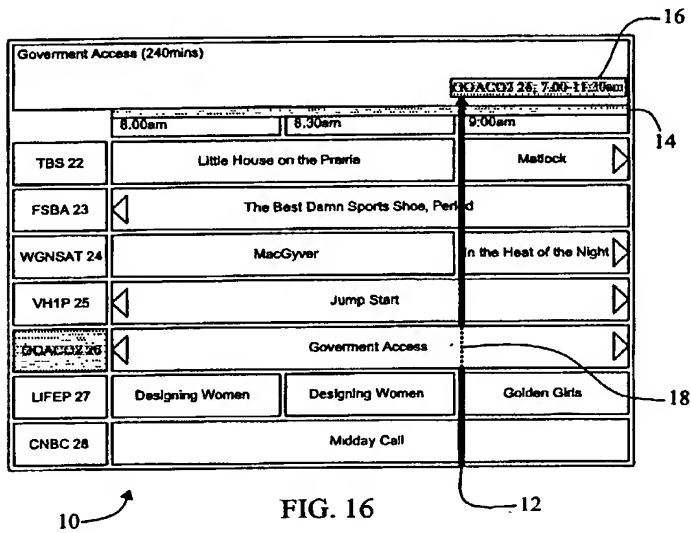 16
Goverment Access (240mins)
GOACOZ 26; 7:00-11:30am
14
8.00am 8.30am 9:00am
TBS 22 Little House on the Prairie Matlock
FSBA 23 The Best Damn Sports Shoe, Period
WGNSAT 24 MacGyver In the Heat of the Night
VH1P 25 Jump Start
GOACOZ 26 Goverment Access
18
LIFEP 27 Designing Women Designing Women Golden Girls
CNBC 28 Midday Call
10 FIG. 16 12